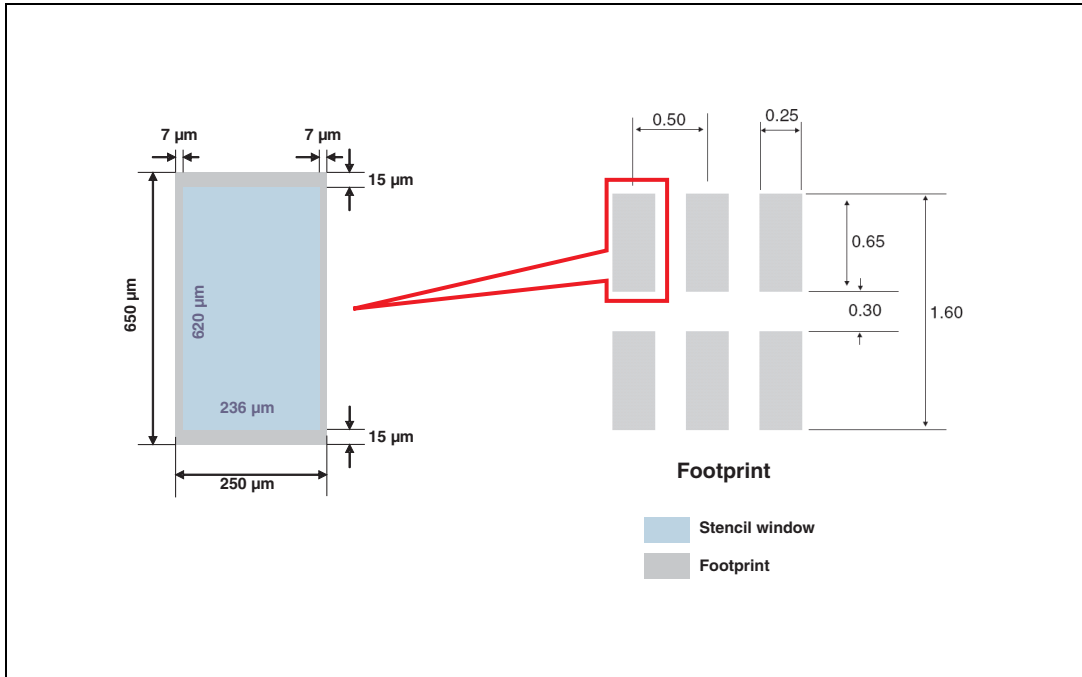 7 µm
7 µm
15 µm
650 µm
620 µm
236 µm
15 µm
250 µm
0.50
0.25
0.65
0.30
1.60
Footprint
Stencil window
Footprint